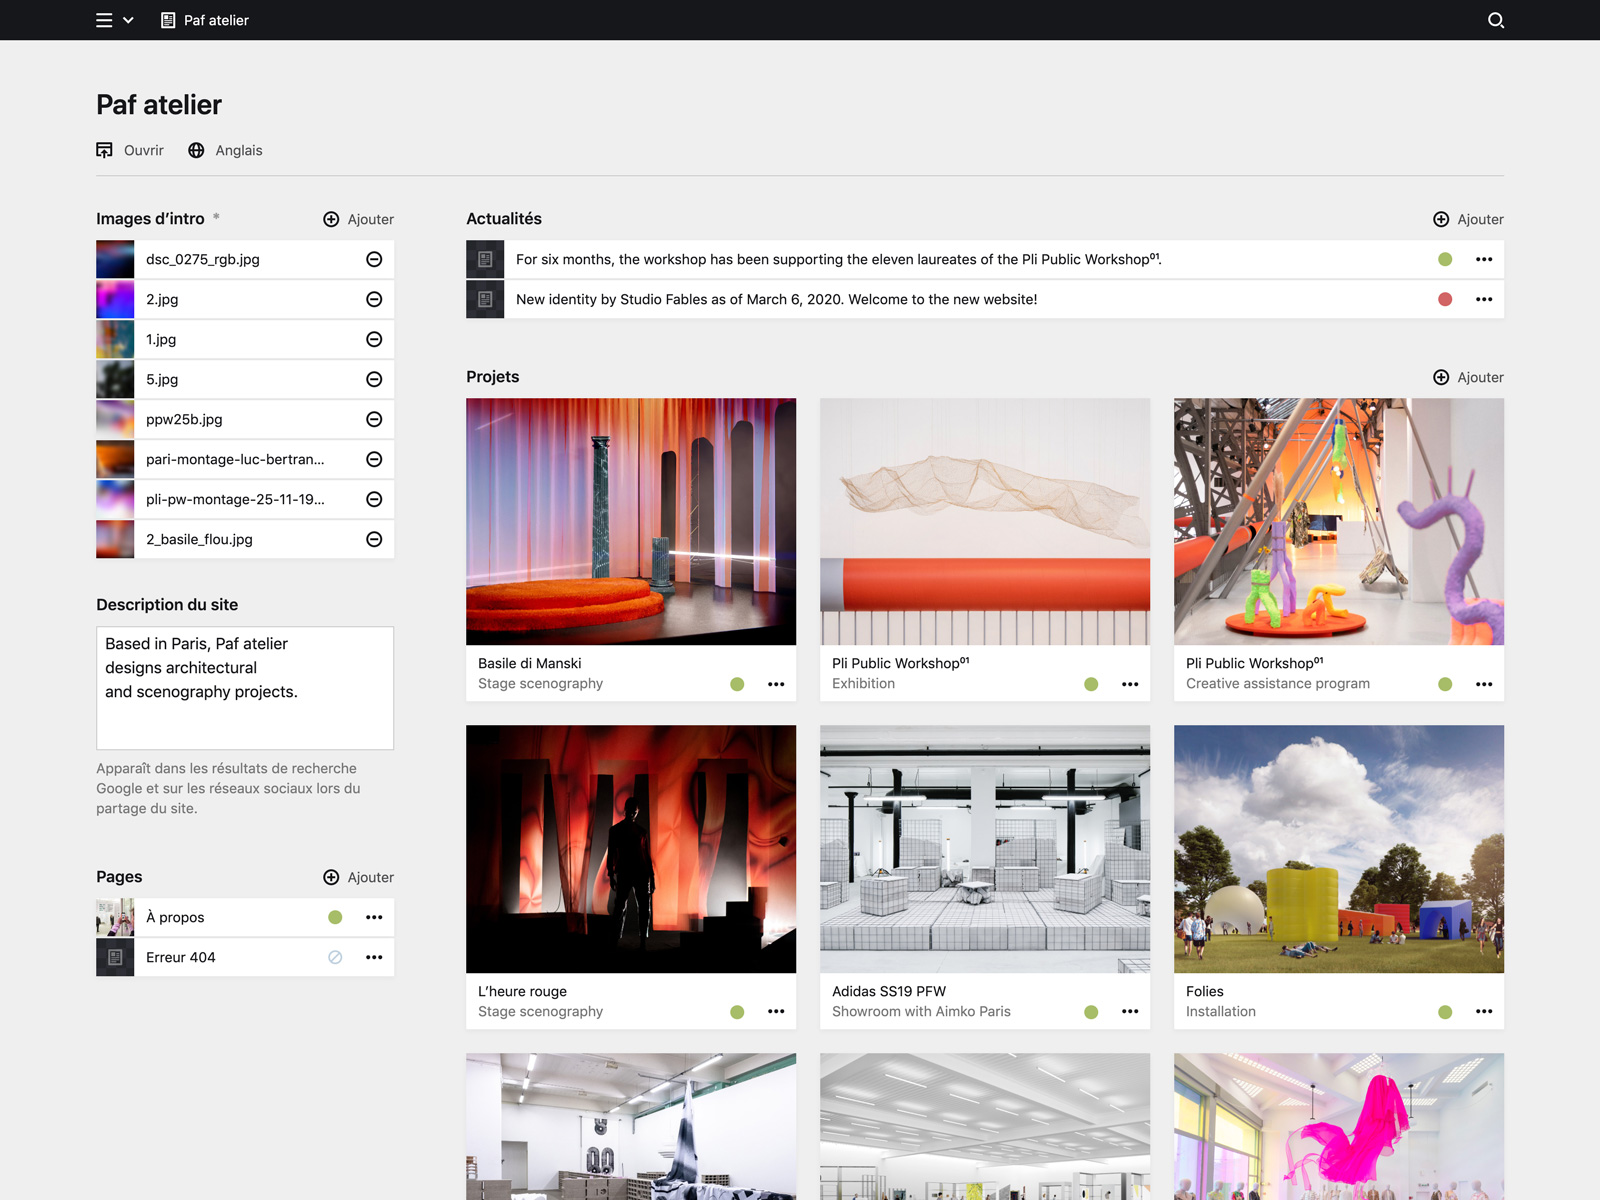 Paf atelier
Paf atelier
Ouvrir
Anglais
Images d’intro *
Ajouter
dsc_0275_rgb.jpg
2.jpg
1.jpg
5.jpg
ppw25b.jpg
pari-montage-luc-bertran...
pli-pw-montage-25-11-19...
2_basile_flou.jpg
Description du site
Based in Paris, Paf atelier
designs architectural
and scenography projects.
Apparaît dans les résultats de recherche
Google et sur les réseaux sociaux lors du
partage du site.
Pages
Ajouter
À propos
Erreur 404
Actualités
Ajouter
For six months, the workshop has been supporting the eleven laureates of the Pli Public Workshop⁰¹.
New identity by Studio Fables as of March 6, 2020. Welcome to the new website!
Projets
Ajouter
Basile di Manski
Stage scenography
Pli Public Workshop⁰¹
Exhibition
Pli Public Workshop⁰¹
Creative assistance program
L’heure rouge
Stage scenography
Adidas SS19 PFW
Showroom with Aimko Paris
Folies
Installation